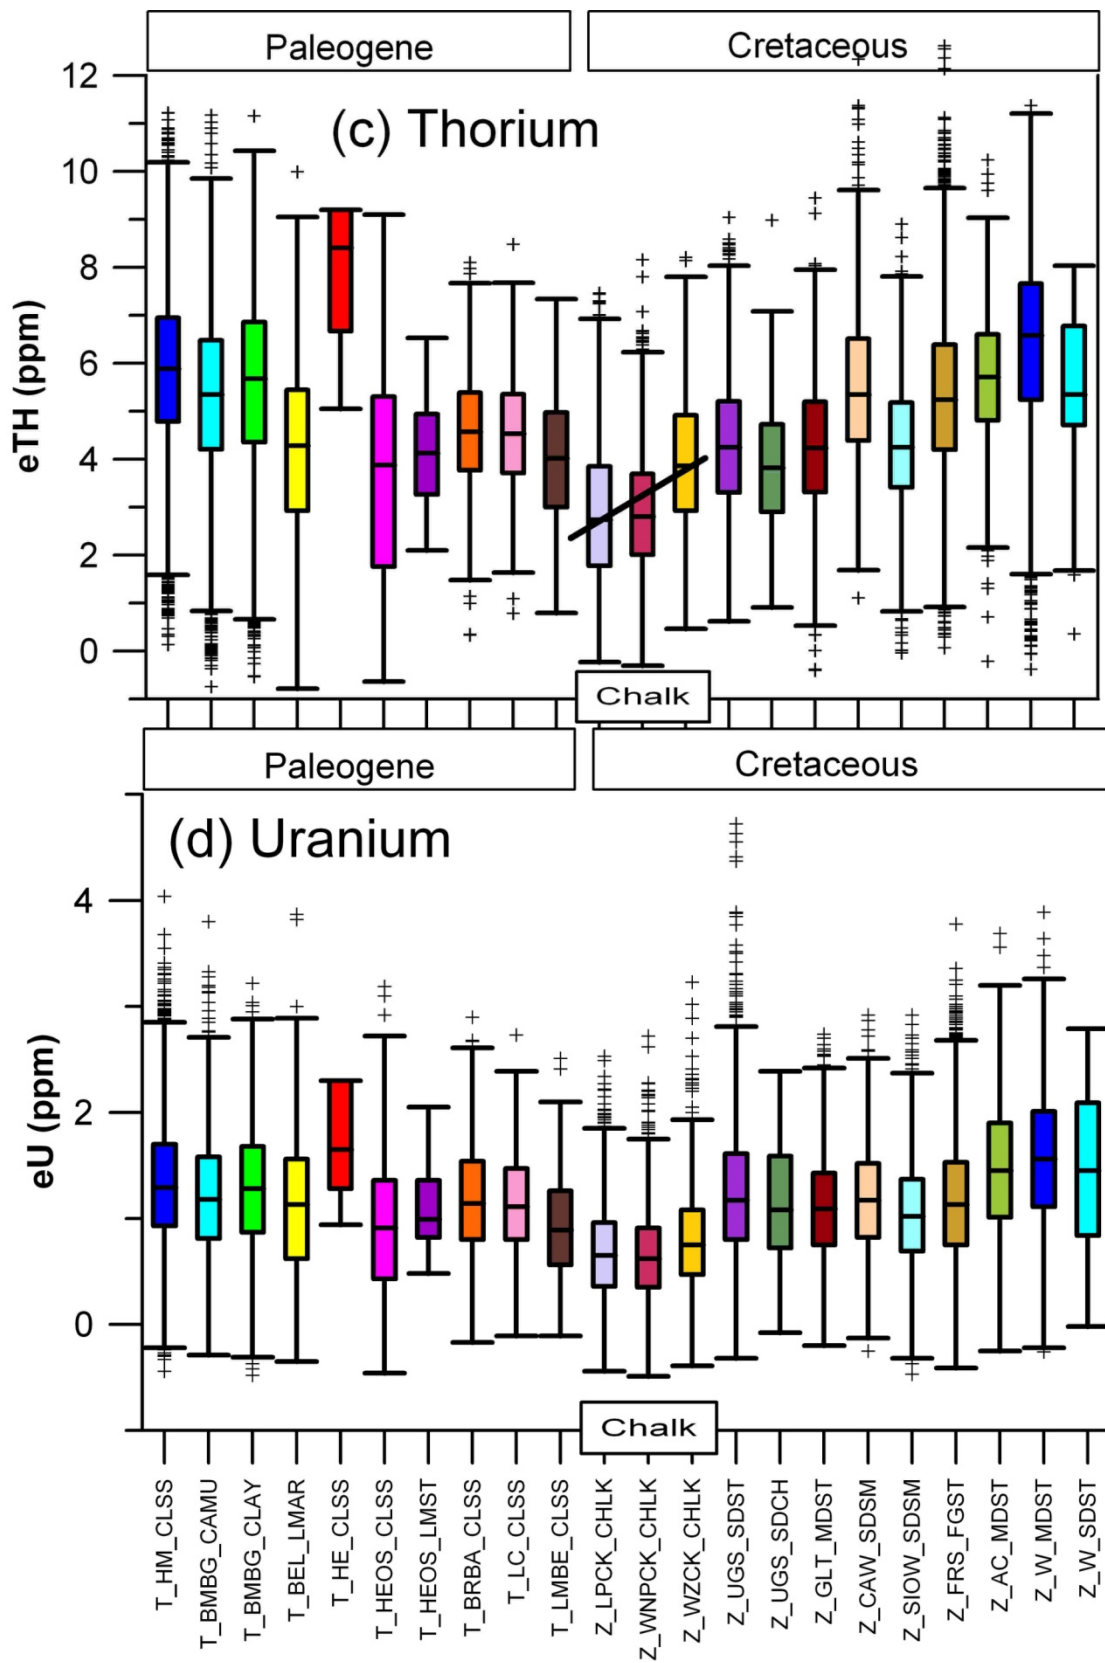 Paleogene
Cretaceous
(c) Thorium
12
10
8
6
4
2
0
eTH (ppm)
Chalk
Paleogene
Cretaceous
(d) Uranium
4
2
0
eU (ppm)
Chalk
T_HM_CLSS
T_BMBG_CAMU
T_BMBG_CLAY
T_BEL_LMAR
T_HE_CLSS
T_HEOS_CLSS
T_HEOS_LMST
T_BRBA_CLSS
T_LC_CLSS
T_LMBE_CLSS
Z_LPCK_CHLK
Z_WNPCK_CHLK
Z_WZCK_CHLK
Z_UGS_SDST
Z_UGS_SDCH
Z_GLT_MDST
Z_CAW_SDSM
Z_SIOW_SDSM
Z_FRS_FGST
Z_AC_MDST
Z_W_MDST
Z_W_SDST